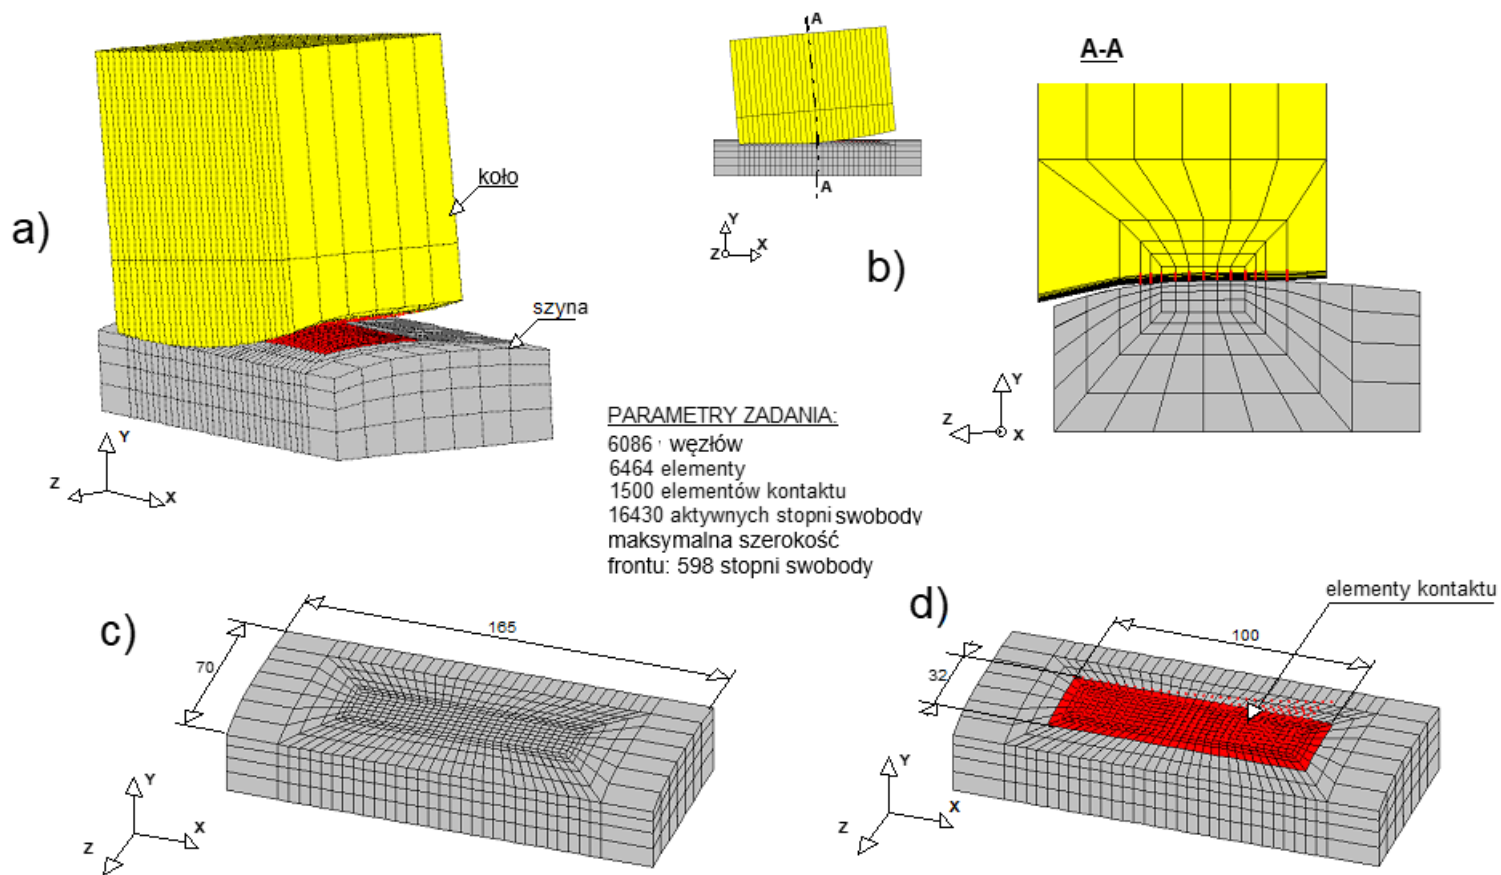 A
A-A
koło
a)
A
szyna
Y
Z X
b)
Y
Z
X
Y
Z
X
PARAMETRY ZADANIA:
6086 węzłów
6464 elementy
1500 elementów kontaktu
16430 aktywnych stopni swobody
maksymalna szerokość
frontu: 598 stopni swobody
c)
165
70
Y
X
Z
d)
elementy kontaktu
100
32
Y
X
Z